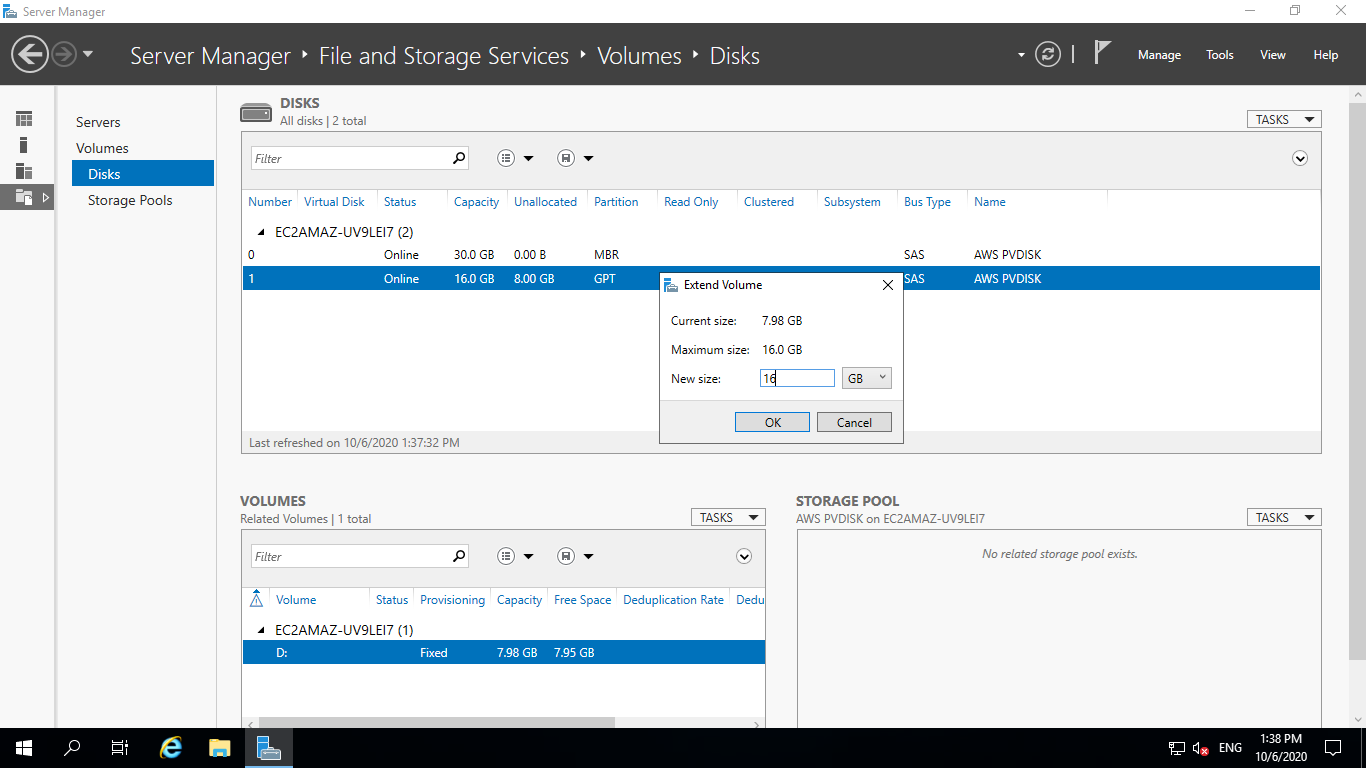 Server Manager
Server Manager ‣ File and Storage Services ‣ Volumes ‣ Disks
Manage Tools View Help
Servers
Volumes
Disks
Storage Pools
DISKS
All disks | 2 total
TASKS
Filter
Number Virtual Disk Status Capacity Unallocated Partition Read Only Clustered Subsystem Bus Type Name
EC2AMAZ-UV9LEI7 (2)
0 Online 30.0 GB 0.00 B MBR SAS AWS PVDISK
1 Online 16.0 GB 8.00 GB GPT SAS AWS PVDISK
Extend Volume
Current size: 7.98 GB
Maximum size: 16.0 GB
New size: 16 GB
OK Cancel
Last refreshed on 10/6/2020 1:37:32 PM
VOLUMES
Related Volumes | 1 total
TASKS
Filter
Volume Status Provisioning Capacity Free Space Deduplication Rate Dedu
EC2AMAZ-UV9LEI7 (1)
D: Fixed 7.98 GB 7.95 GB
STORAGE POOL
AWS PVDISK on EC2AMAZ-UV9LEI7
TASKS
No related storage pool exists.
ENG
1:38 PM
10/6/2020